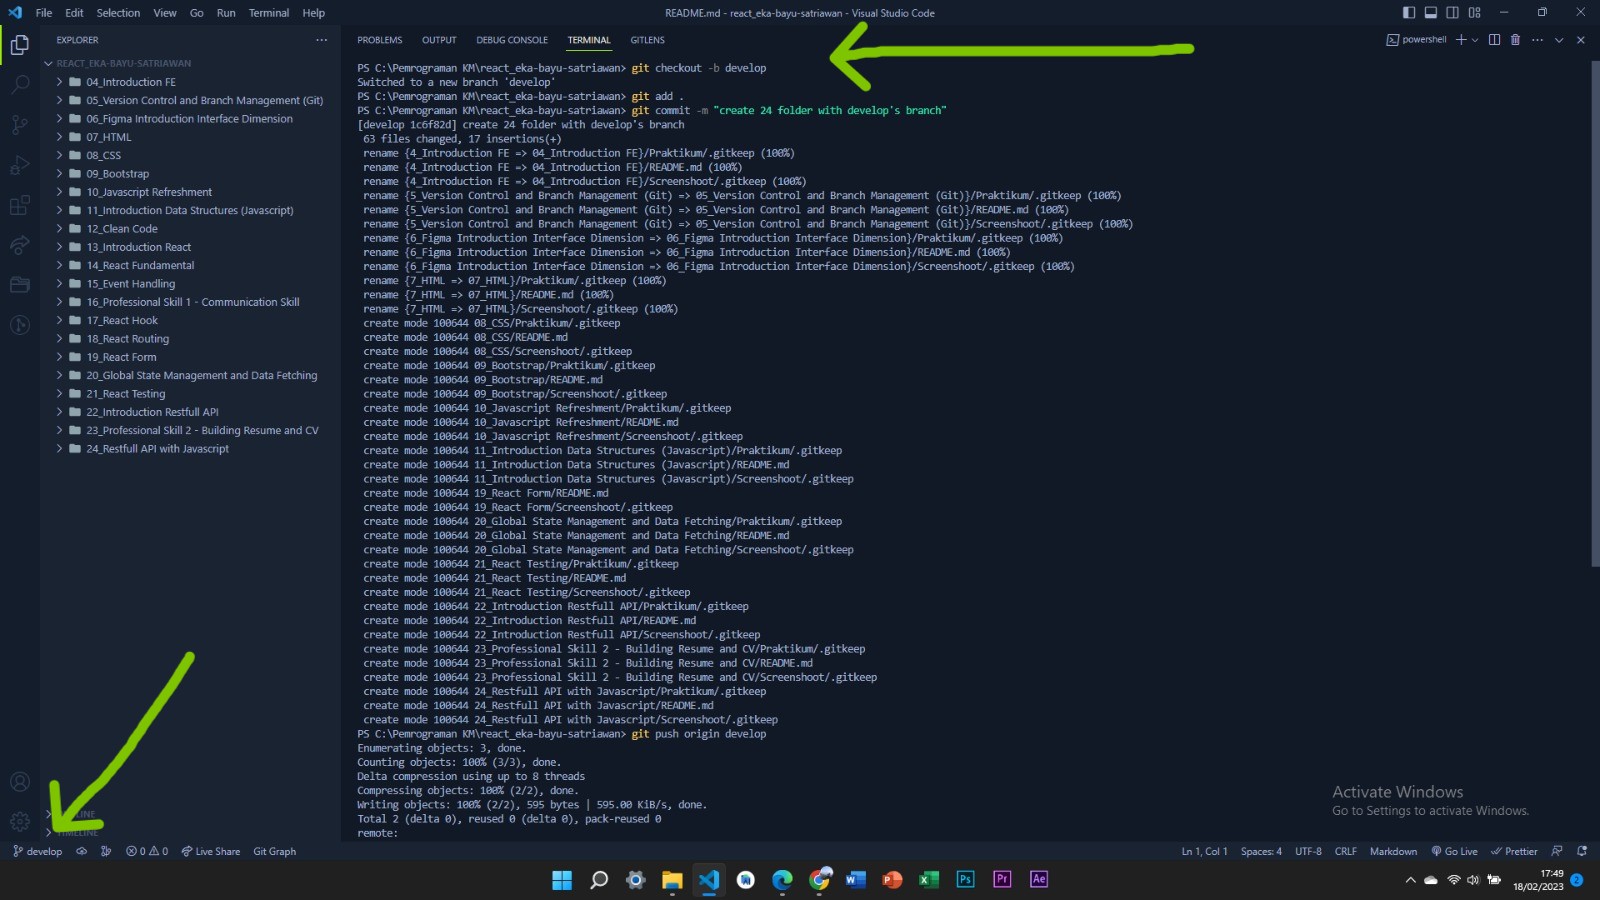 File Edit Selection View Go Run Terminal Help
README.md - react_eka-bayu-satriawan - Visual Studio Code
EXPLORER
REACT_EKA-BAYU-SATRIAWAN
04_Introduction FE
05_Version Control and Branch Management (Git)
06_Figma Introduction Interface Dimension
07_HTML
08_CSS
09_Bootstrap
10_Javascript Refreshment
11_Introduction Data Structures (Javascript)
12_Clean Code
13_Introduction React
14_React Fundamental
15_Event Handling
16_Professional Skill 1 - Communication Skill
17_React Hook
18_React Routing
19_React Form
20_Global State Management and Data Fetching
21_React Testing
22_Introduction Restfull API
23_Professional Skill 2 - Building Resume and CV
24_Restfull API with Javascript
TIMELINE
PROBLEMS OUTPUT DEBUG CONSOLE TERMINAL GITLENS
powershell
PS C:\Pemrograman KM\react_eka-bayu-satriawan> git checkout -b develop
Switched to a new branch 'develop'
PS C:\Pemrograman KM\react_eka-bayu-satriawan> git add .
PS C:\Pemrograman KM\react_eka-bayu-satriawan> git commit -m "create 24 folder with develop's branch"
[develop 1c6f82d] create 24 folder with develop's branch
63 files changed, 17 insertions(+)
rename {4_Introduction FE => 04_Introduction FE}/Praktikum/.gitkeep (100%)
rename {4_Introduction FE => 04_Introduction FE}/README.md (100%)
rename {4_Introduction FE => 04_Introduction FE}/Screenshoot/.gitkeep (100%)
rename {5_Version Control and Branch Management (Git) => 05_Version Control and Branch Management (Git)}/Praktikum/.gitkeep (100%)
rename {5_Version Control and Branch Management (Git) => 05_Version Control and Branch Management (Git)}/README.md (100%)
rename {5_Version Control and Branch Management (Git) => 05_Version Control and Branch Management (Git)}/Screenshoot/.gitkeep (100%)
rename {6_Figma Introduction Interface Dimension => 06_Figma Introduction Interface Dimension}/Praktikum/.gitkeep (100%)
rename {6_Figma Introduction Interface Dimension => 06_Figma Introduction Interface Dimension}/README.md (100%)
rename {6_Figma Introduction Interface Dimension => 06_Figma Introduction Interface Dimension}/Screenshoot/.gitkeep (100%)
rename {7_HTML => 07_HTML}/Praktikum/.gitkeep (100%)
rename {7_HTML => 07_HTML}/README.md (100%)
rename {7_HTML => 07_HTML}/Screenshoot/.gitkeep (100%)
create mode 100644 08_CSS/Praktikum/.gitkeep
create mode 100644 08_CSS/README.md
create mode 100644 08_CSS/Screenshoot/.gitkeep
create mode 100644 09_Bootstrap/Praktikum/.gitkeep
create mode 100644 09_Bootstrap/README.md
create mode 100644 09_Bootstrap/Screenshoot/.gitkeep
create mode 100644 10_Javascript Refreshment/Praktikum/.gitkeep
create mode 100644 10_Javascript Refreshment/README.md
create mode 100644 10_Javascript Refreshment/Screenshoot/.gitkeep
create mode 100644 11_Introduction Data Structures (Javascript)/Praktikum/.gitkeep
create mode 100644 11_Introduction Data Structures (Javascript)/README.md
create mode 100644 11_Introduction Data Structures (Javascript)/Screenshoot/.gitkeep
create mode 100644 19_React Form/README.md
create mode 100644 19_React Form/Screenshoot/.gitkeep
create mode 100644 20_Global State Management and Data Fetching/Praktikum/.gitkeep
create mode 100644 20_Global State Management and Data Fetching/README.md
create mode 100644 20_Global State Management and Data Fetching/Screenshoot/.gitkeep
create mode 100644 21_React Testing/Praktikum/.gitkeep
create mode 100644 21_React Testing/README.md
create mode 100644 21_React Testing/Screenshoot/.gitkeep
create mode 100644 22_Introduction Restfull API/Praktikum/.gitkeep
create mode 100644 22_Introduction Restfull API/README.md
create mode 100644 22_Introduction Restfull API/Screenshoot/.gitkeep
create mode 100644 23_Professional Skill 2 - Building Resume and CV/Praktikum/.gitkeep
create mode 100644 23_Professional Skill 2 - Building Resume and CV/README.md
create mode 100644 23_Professional Skill 2 - Building Resume and CV/Screenshoot/.gitkeep
create mode 100644 24_Restfull API with Javascript/Praktikum/.gitkeep
create mode 100644 24_Restfull API with Javascript/README.md
create mode 100644 24_Restfull API with Javascript/Screenshoot/.gitkeep
PS C:\Pemrograman KM\react_eka-bayu-satriawan> git push origin develop
Enumerating objects: 3, done.
Counting objects: 100% (3/3), done.
Delta compression using up to 8 threads
Compressing objects: 100% (2/2), done.
Writing objects: 100% (2/2), 595 bytes | 595.00 KiB/s, done.
Total 2 (delta 0), reused 0 (delta 0), pack-reused 0
remote:
Activate Windows
Go to Settings to activate Windows.
develop 0 0 Live Share Git Graph
Ln 1, Col 1 Spaces: 4 UTF-8 CRLF Markdown Go Live Prettier
W P X Ps Pr Ae
17:49
18/02/2023
2